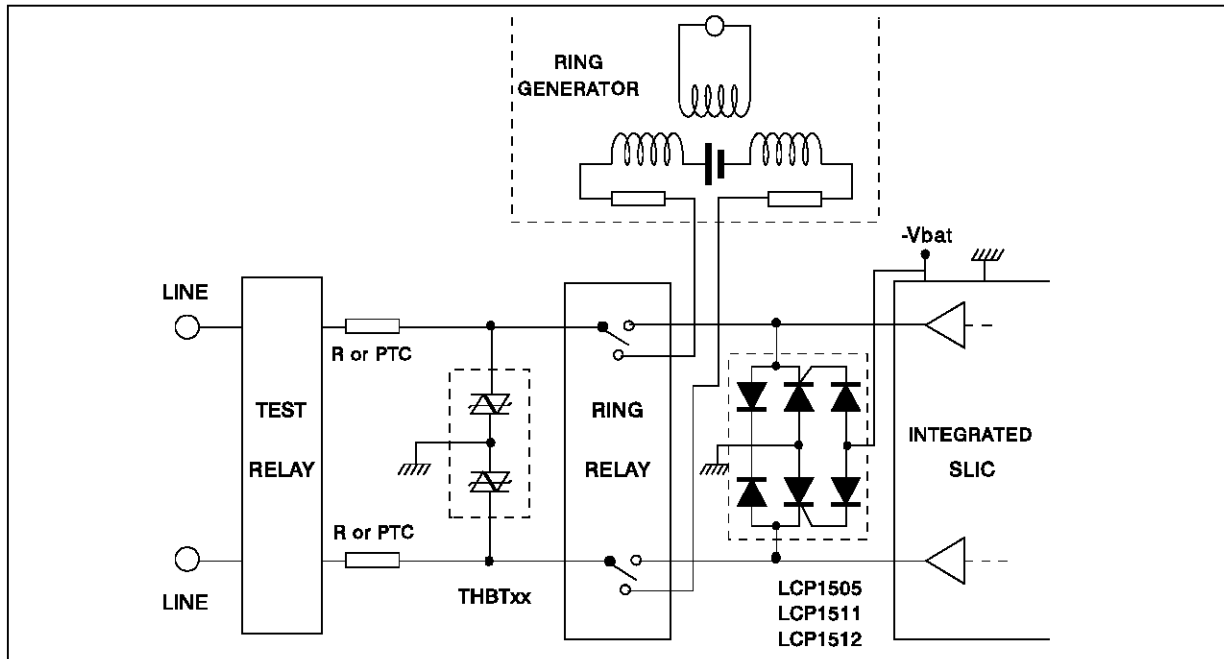 RING
GENERATOR
-Vbat
LINE
R or PTC
TEST
RELAY
RING
RELAY
INTEGRATED
SLIC
R or PTC
LINE
THBTxx
LCP1505
LCP1511
LCP1512